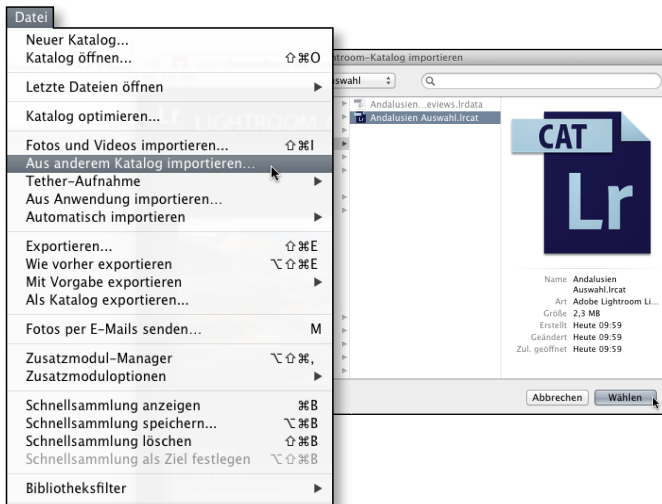 Datei
Neuer Katalog...
Katalog öffnen... ⇧⌘O
Letzte Dateien öffnen ▶
Katalog optimieren...
Fotos und Videos importieren... ⇧⌘I
Aus anderem Katalog importieren...
Tether-Aufnahme ▶
Aus Anwendung importieren...
Automatisch importieren ▶
Exportieren... ⇧⌘E
Wie vorher exportieren ⌥⇧⌘E
Mit Vorgabe exportieren ▶
Als Katalog exportieren...
Fotos per E-Mails senden... M
Zusatzmodul-Manager ⌥⇧⌘,
Zusatzmoduloptionen ▶
Schnellsammlung anzeigen ⌘B
Schnellsammlung speichern... ⌥⌘B
Schnellsammlung löschen ⇧⌘B
Schnellsammlung als Ziel festlegen ⌥⇧⌘B
Bibliotheksfilter ▶
htroom-Katalog importieren
swahl
Andalusien...eviews.lrdata
Andalusien Auswahl.lrcat
CAT
Lr
Name Andalusien
Auswahl.lrcat
Art Adobe Lightroom Li...
Größe 2,3 MB
Erstellt Heute 09:59
Geändert Heute 09:59
Zul. geöffnet Heute 09:59
Abbrechen Wählen